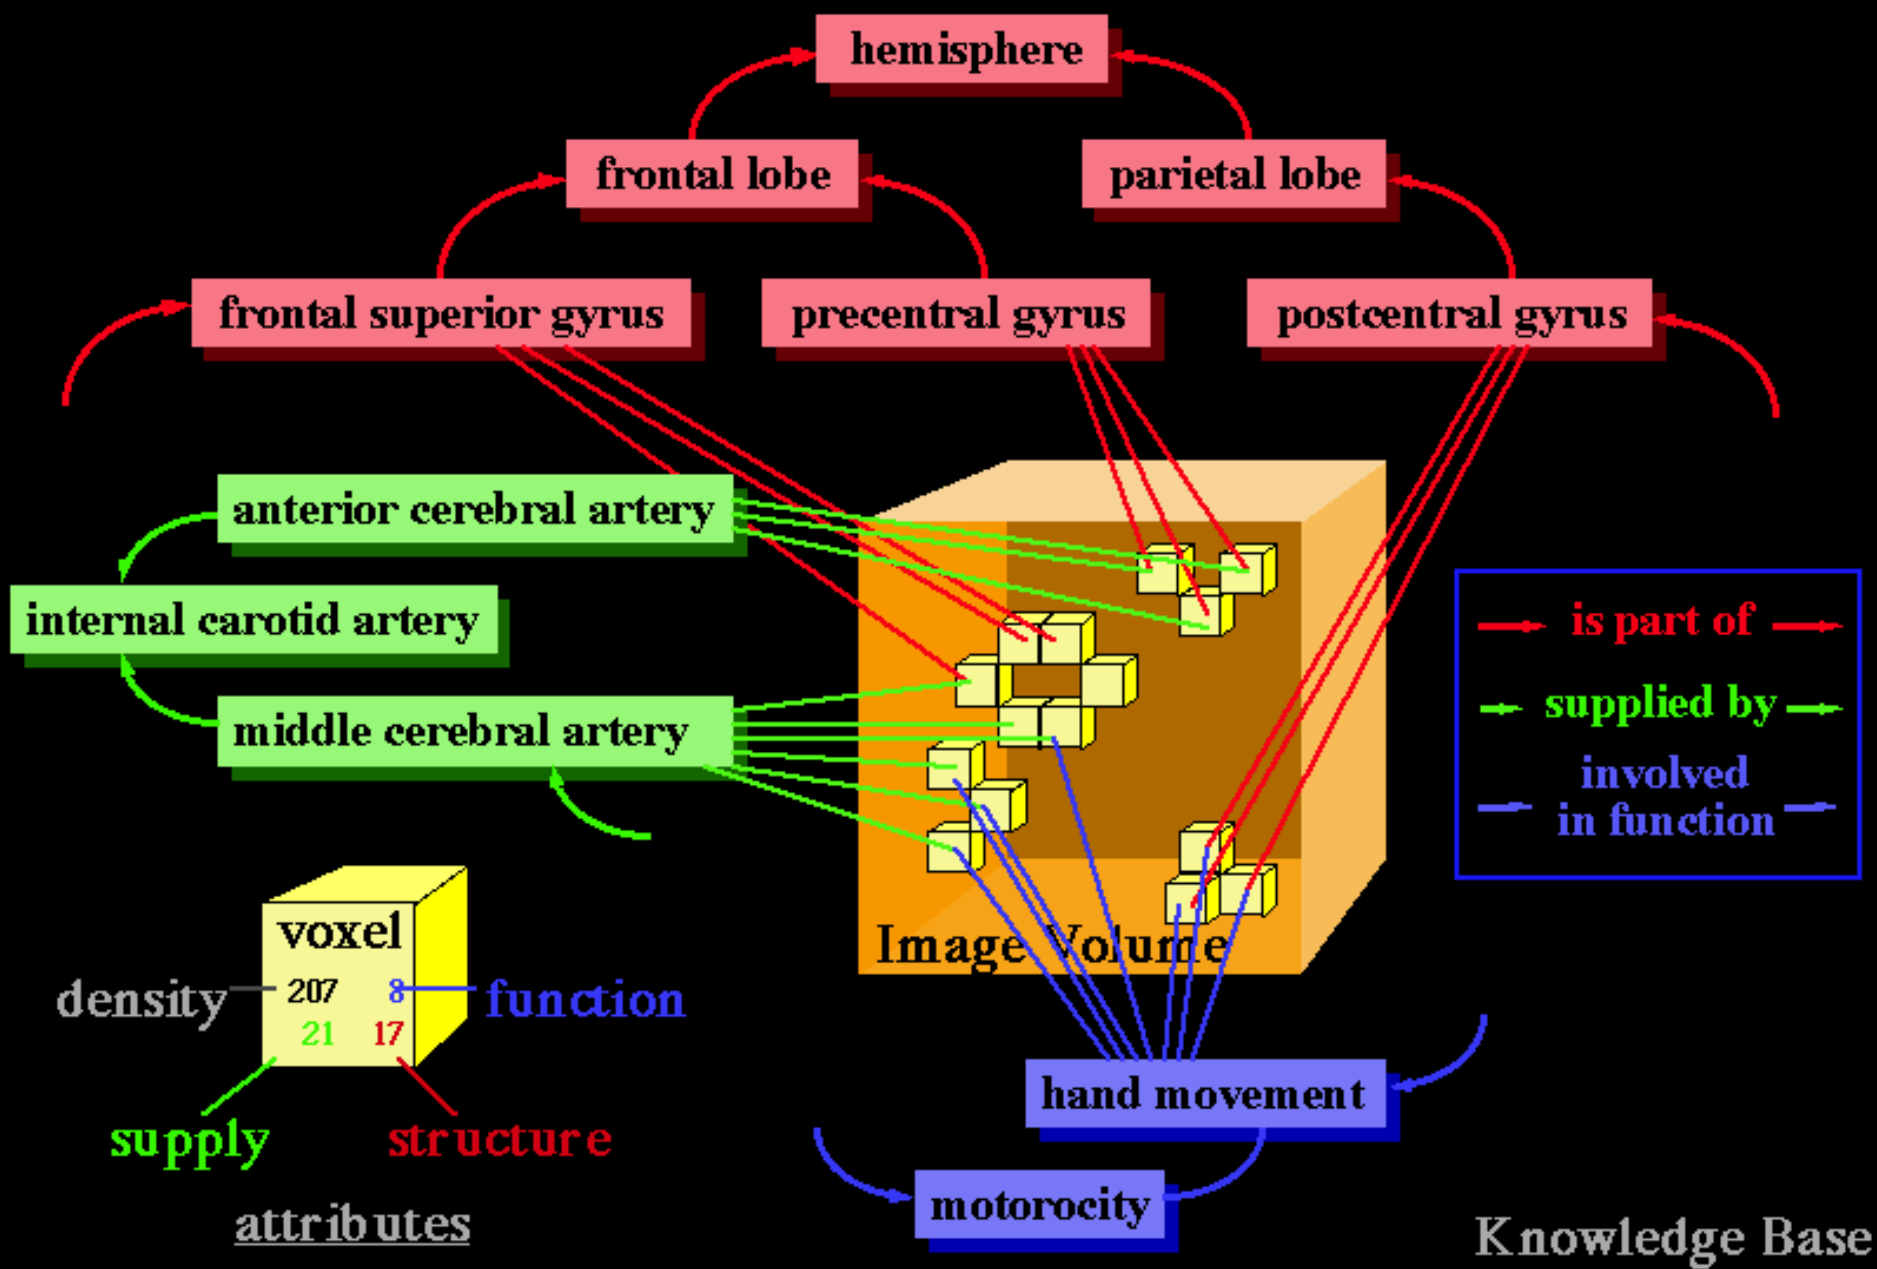 hemisphere
frontal lobe
parietal lobe
frontal superior gyrus
precentral gyrus
postcentral gyrus
anterior cerebral artery
internal carotid artery
middle cerebral artery
is part of
supplied by
involved
in function
Image Volume
voxel
density
207
8
function
21
17
supply
structure
attributes
hand movement
motorocity
Knowledge Base